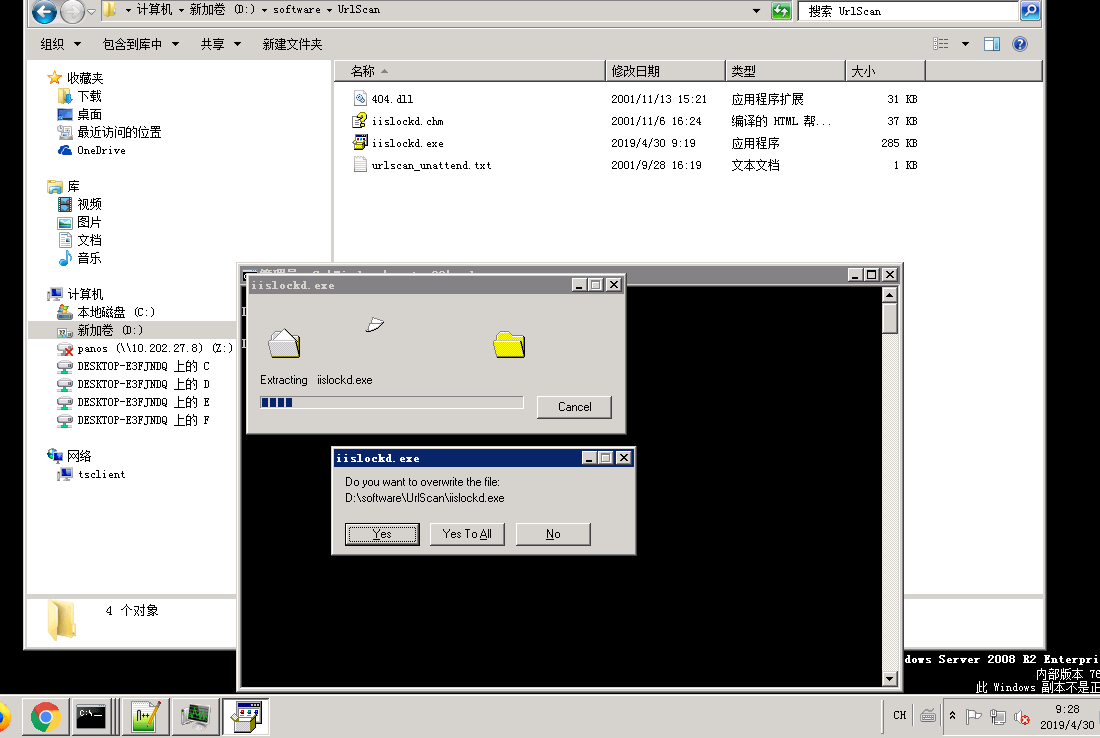 计算机 新加卷 (D:) software UrlScan
搜索 UrlScan
组织 包含到库中 共享 新建文件夹
名称 修改日期 类型 大小
404.dll 2001/11/13 15:21 应用程序扩展 31 KB
iislockd.chm 2001/11/6 16:24 编译的 HTML 帮... 37 KB
iislockd.exe 2019/4/30 9:19 应用程序 285 KB
urlscan_unattend.txt 2001/9/28 16:19 文本文档 1 KB
收藏夹
下载
桌面
最近访问的位置
OneDrive
库
视频
图片
文档
音乐
计算机
本地磁盘 (C:)
新加卷 (D:)
panos (\\10.202.27.8) (Z:)
DESKTOP-E3FJNDQ 上的 C
DESKTOP-E3FJNDQ 上的 D
DESKTOP-E3FJNDQ 上的 E
DESKTOP-E3FJNDQ 上的 F
网络
tsclient
4 个对象
iislockd.exe
Extracting iislockd.exe
Cancel
iislockd.exe
Do you want to overwrite the file:
D:\software\UrlScan\iislockd.exe
Yes Yes To All No
dows Server 2008 R2 Enterpri
内部版本 76
此 Windows 副本不是正
CH
9:28
2019/4/30